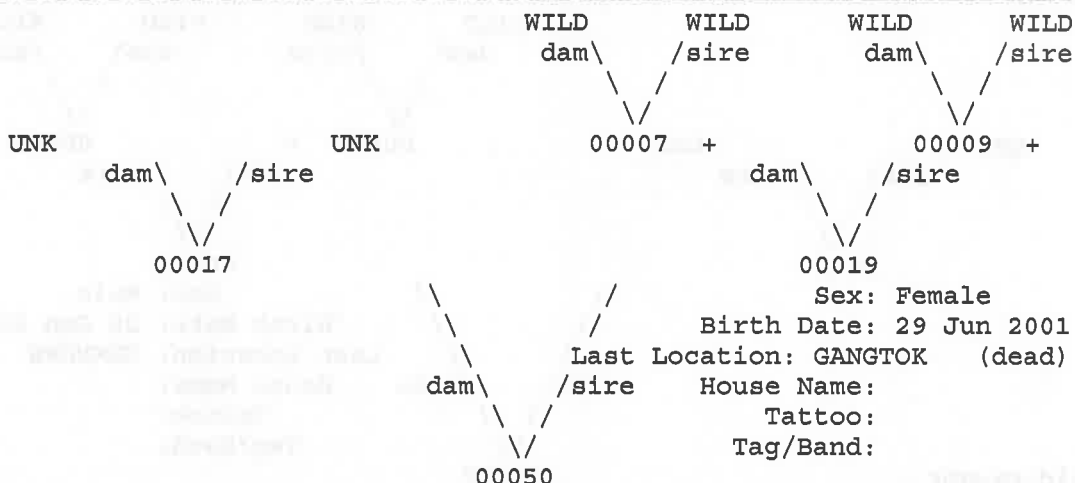 WILD WILD WILD WILD
dam\ /sire dam\ /sire
\ / \ /
\/ \/
UNK UNK 00007 + 00009 +
dam\ /sire dam\ /sire
\ / \ /
\/ \/
00017 00019
\ / Sex: Female
\ / Birth Date: 29 Jun 2001
\ / Last Location: GANGTOK (dead)
dam\ /sire House Name:
\ / Tattoo:
\/ Tag/Band:
00050